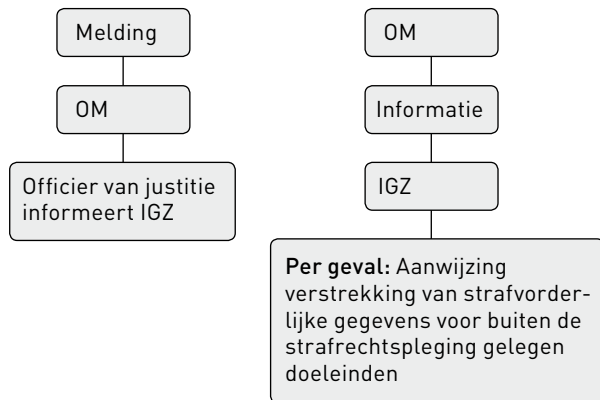 Melding
OM
Officier van justitie
informeert IGZ
OM
Informatie
IGZ
Per geval: Aanwijzing
verstrekking van strafvorder-
lijke gegevens voor buiten de
strafrechtspleging gelegen
doeleinden